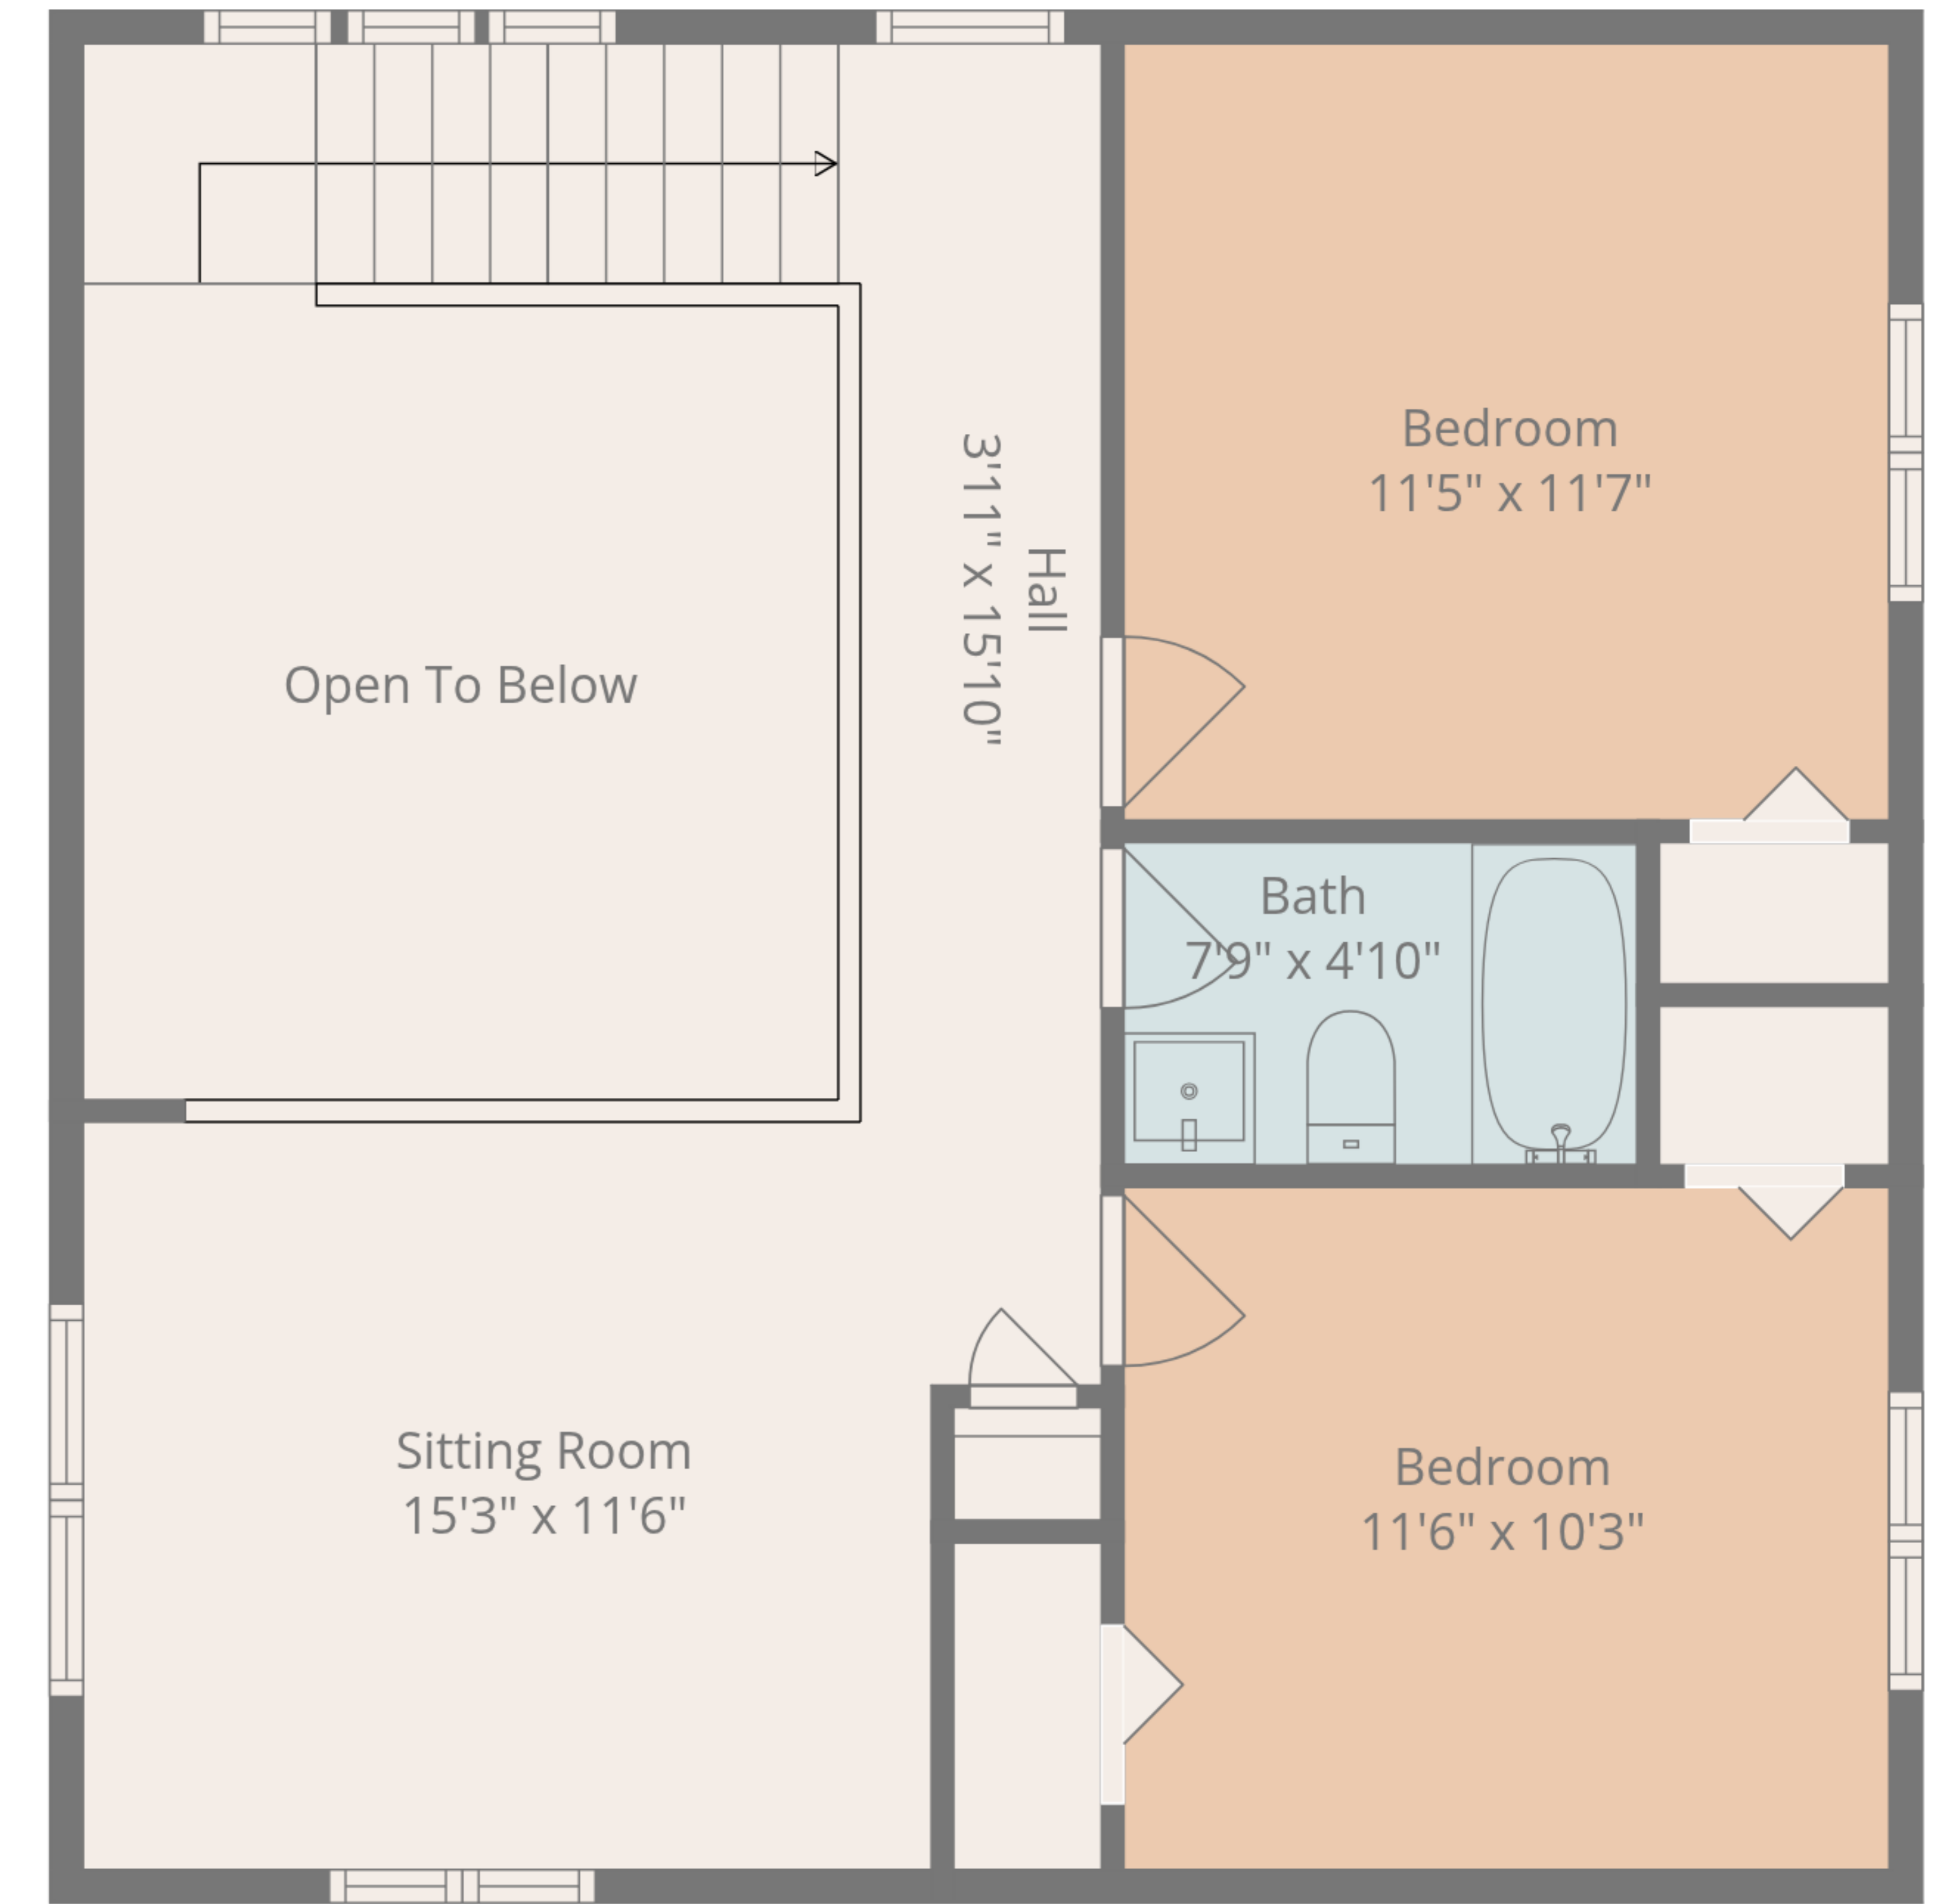 Bedroom
11'5" x 11'7"
Hall
3'11" x 15'10"
Open To Below
Bath
7'9" x 4'10"
Sitting Room
15'3" x 11'6"
Bedroom
11'6" x 10'3"